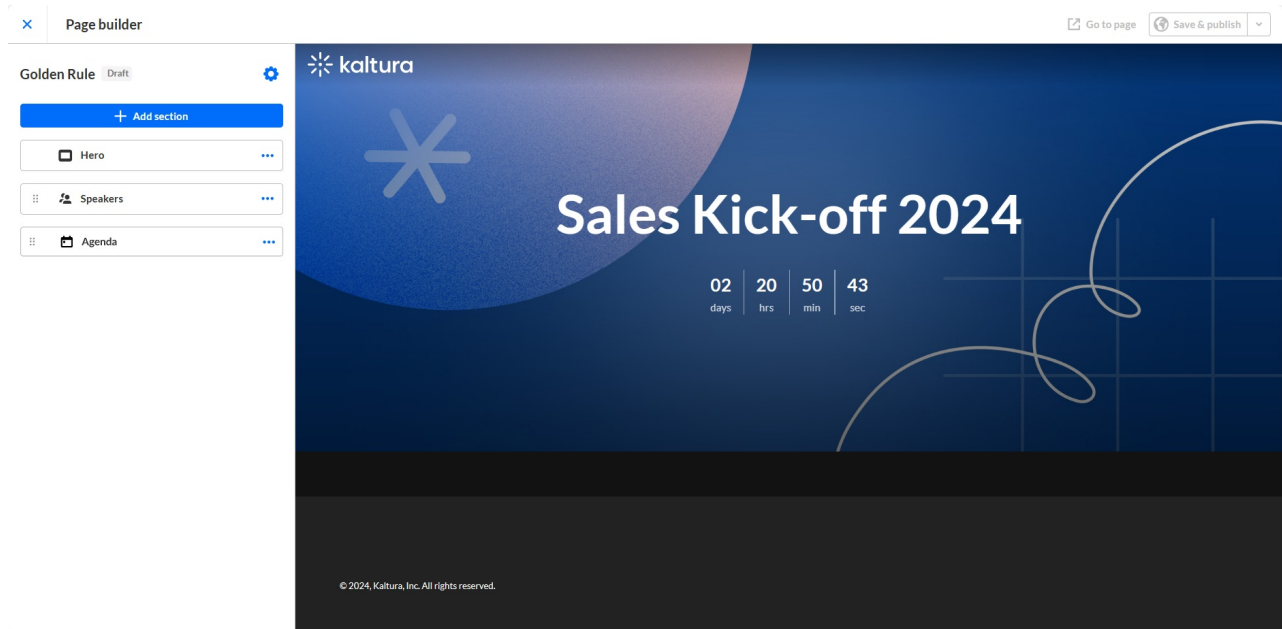 Page builder
Go to page
Save & publish
Golden Rule Draft
Add section
Hero
Speakers
Agenda
kaltura
Sales Kick-off 2024
02 20 50 43
days hrs min sec
© 2024, Kaltura, Inc. All rights reserved.